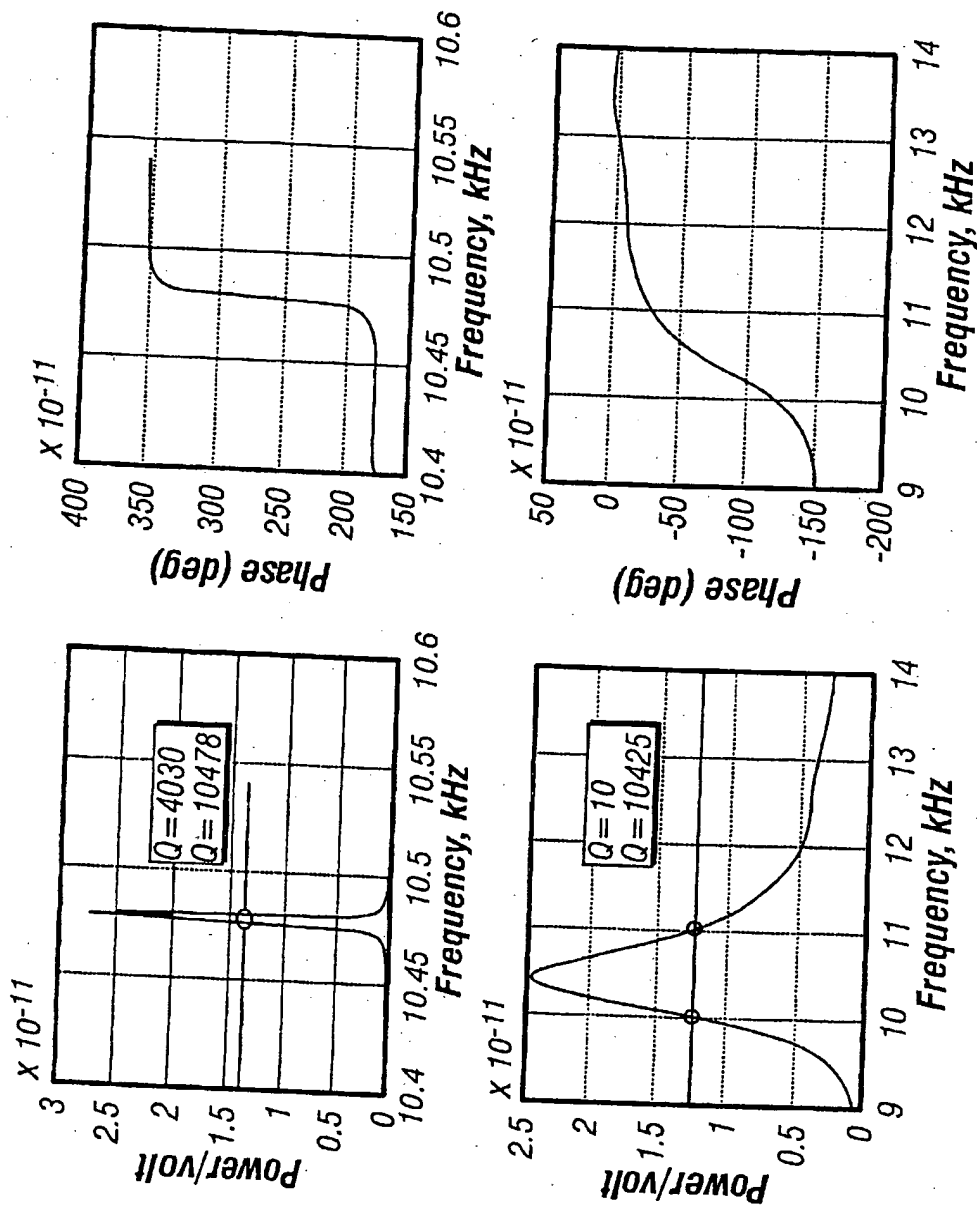 X 10-11
3
2.5
2
1.5
1
0.5
0
Power/volt
Q=4030
Q=10478
10.4
10.45
10.5
10.55
10.6
Frequency, kHz
X 10-11
400
350
300
250
200
150
Phase (deg)
10.4
10.45
10.5
10.55
10.6
Frequency, kHz
X 10-11
2.5
2
1.5
1
0.5
0
Power/volt
Q=10
Q=10425
9
10
11
12
13
14
Frequency, kHz
X 10-11
50
0
-50
-100
-150
-200
Phase (deg)
9
10
11
12
13
14
Frequency, kHz